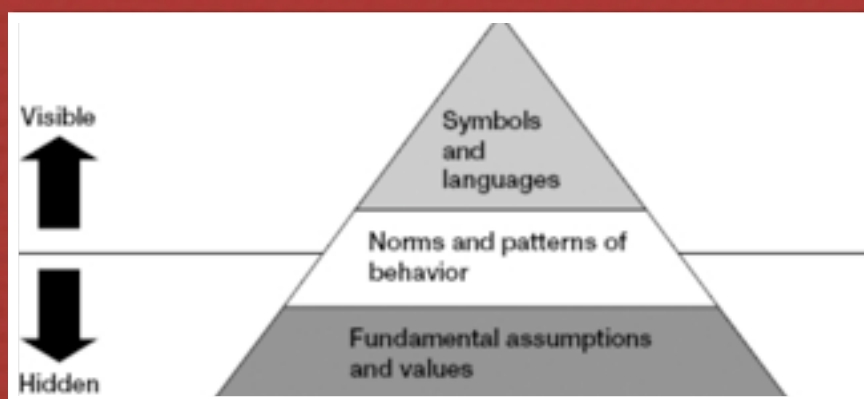 Visible
Symbols
and
languages
Norms and patterns of
behavior
Fundamental assumptions
and values
Hidden